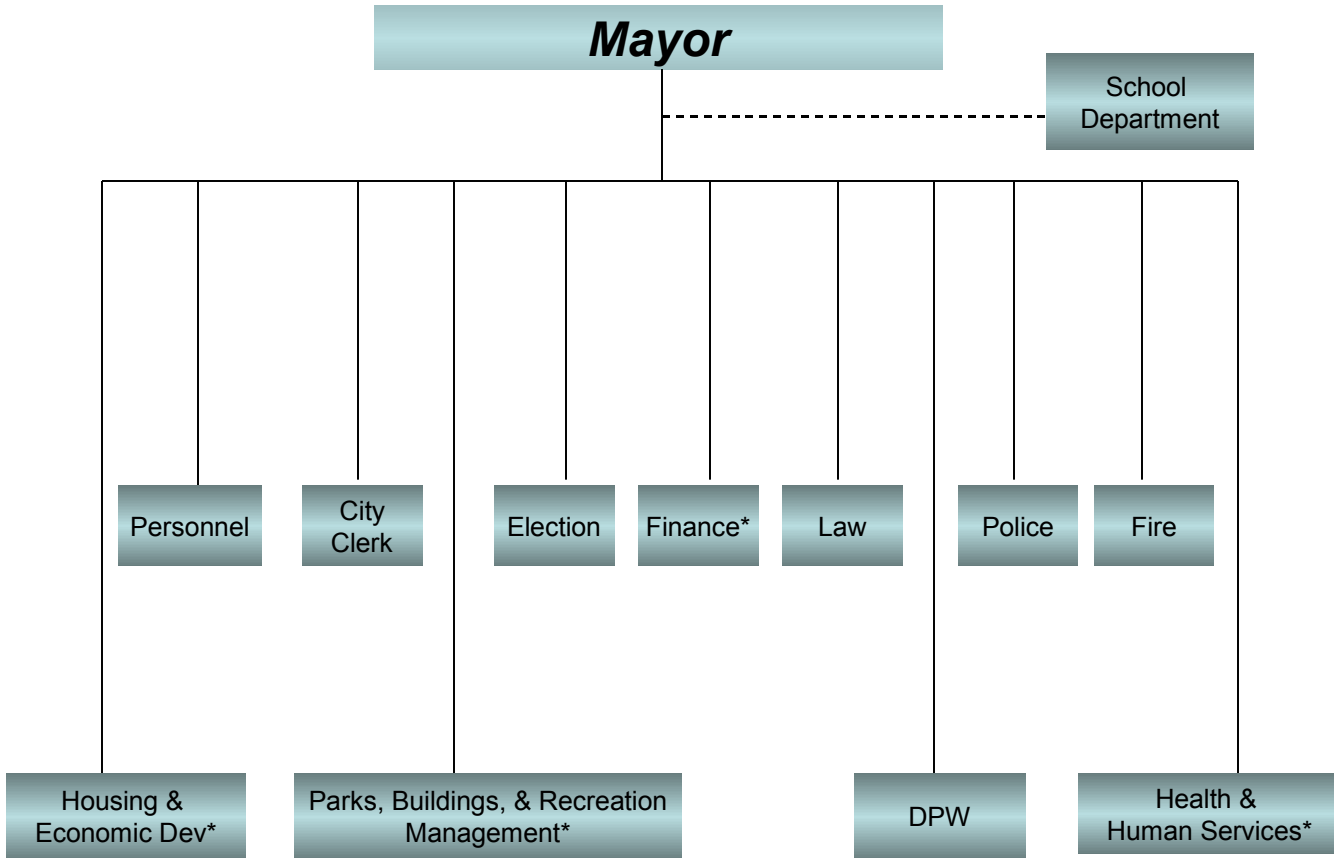 Mayor
School
Department
Personnel
City
Clerk
Election
Finance*
Law
Police
Fire
Housing &
Economic Dev*
Parks, Buildings, & Recreation
Management*
DPW
Health &
Human Services*